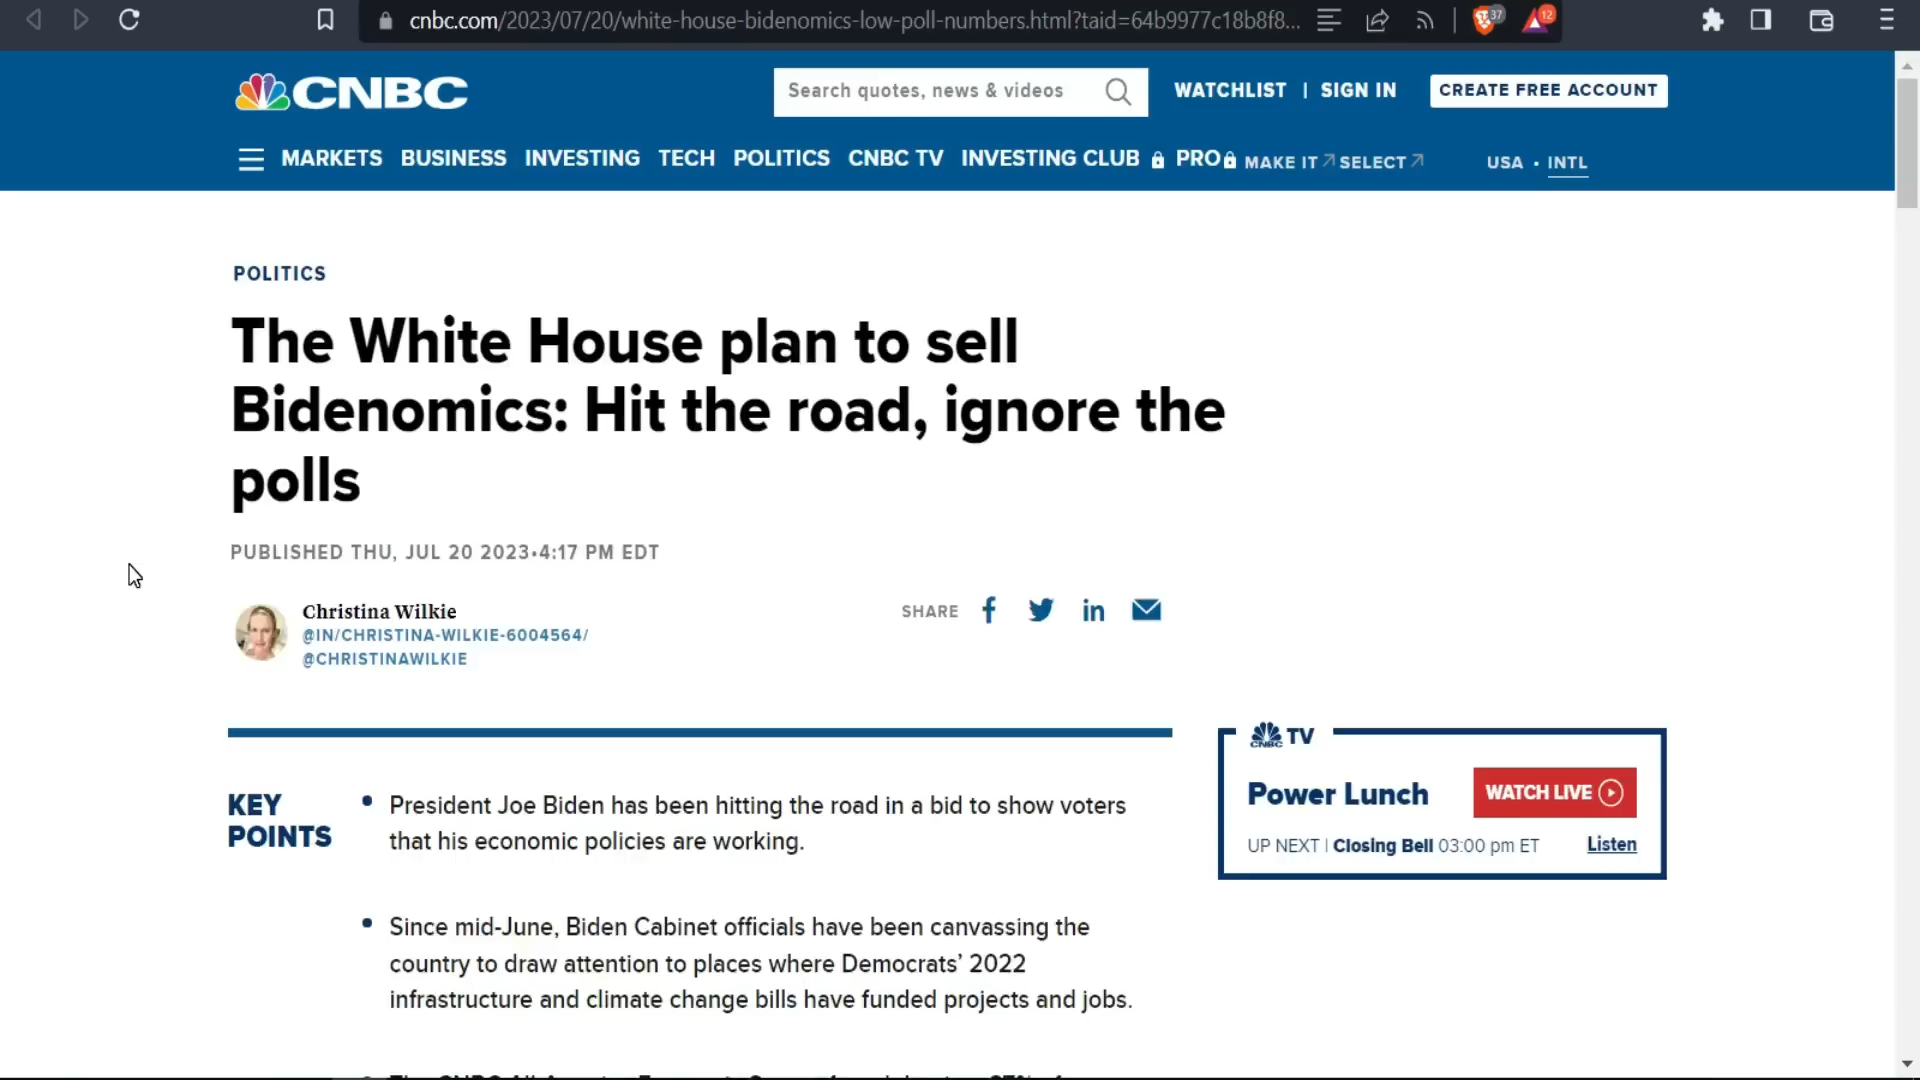 cnbc.com/2023/07/20/white-house-bidenomics-low-poll-numbers.html?taid=64b9977c18b8f8...
37
12
CNBC
Search quotes, news & videos
WATCHLIST | SIGN IN
CREATE FREE ACCOUNT
MARKETS BUSINESS INVESTING TECH POLITICS CNBC TV INVESTING CLUB PRO MAKE IT SELECT USA • INTL
POLITICS
The White House plan to sell
Bidenomics: Hit the road, ignore the
polls
PUBLISHED THU, JUL 20 2023•4:17 PM EDT
Christina Wilkie
@IN/CHRISTINA-WILKIE-6004564/
@CHRISTINAWILKIE
SHARE
CNBC TV
Power Lunch
WATCH LIVE
UP NEXT | Closing Bell 03:00 pm ET
Listen
KEY
POINTS
• President Joe Biden has been hitting the road in a bid to show voters
that his economic policies are working.
• Since mid-June, Biden Cabinet officials have been canvassing the
country to draw attention to places where Democrats’ 2022
infrastructure and climate change bills have funded projects and jobs.